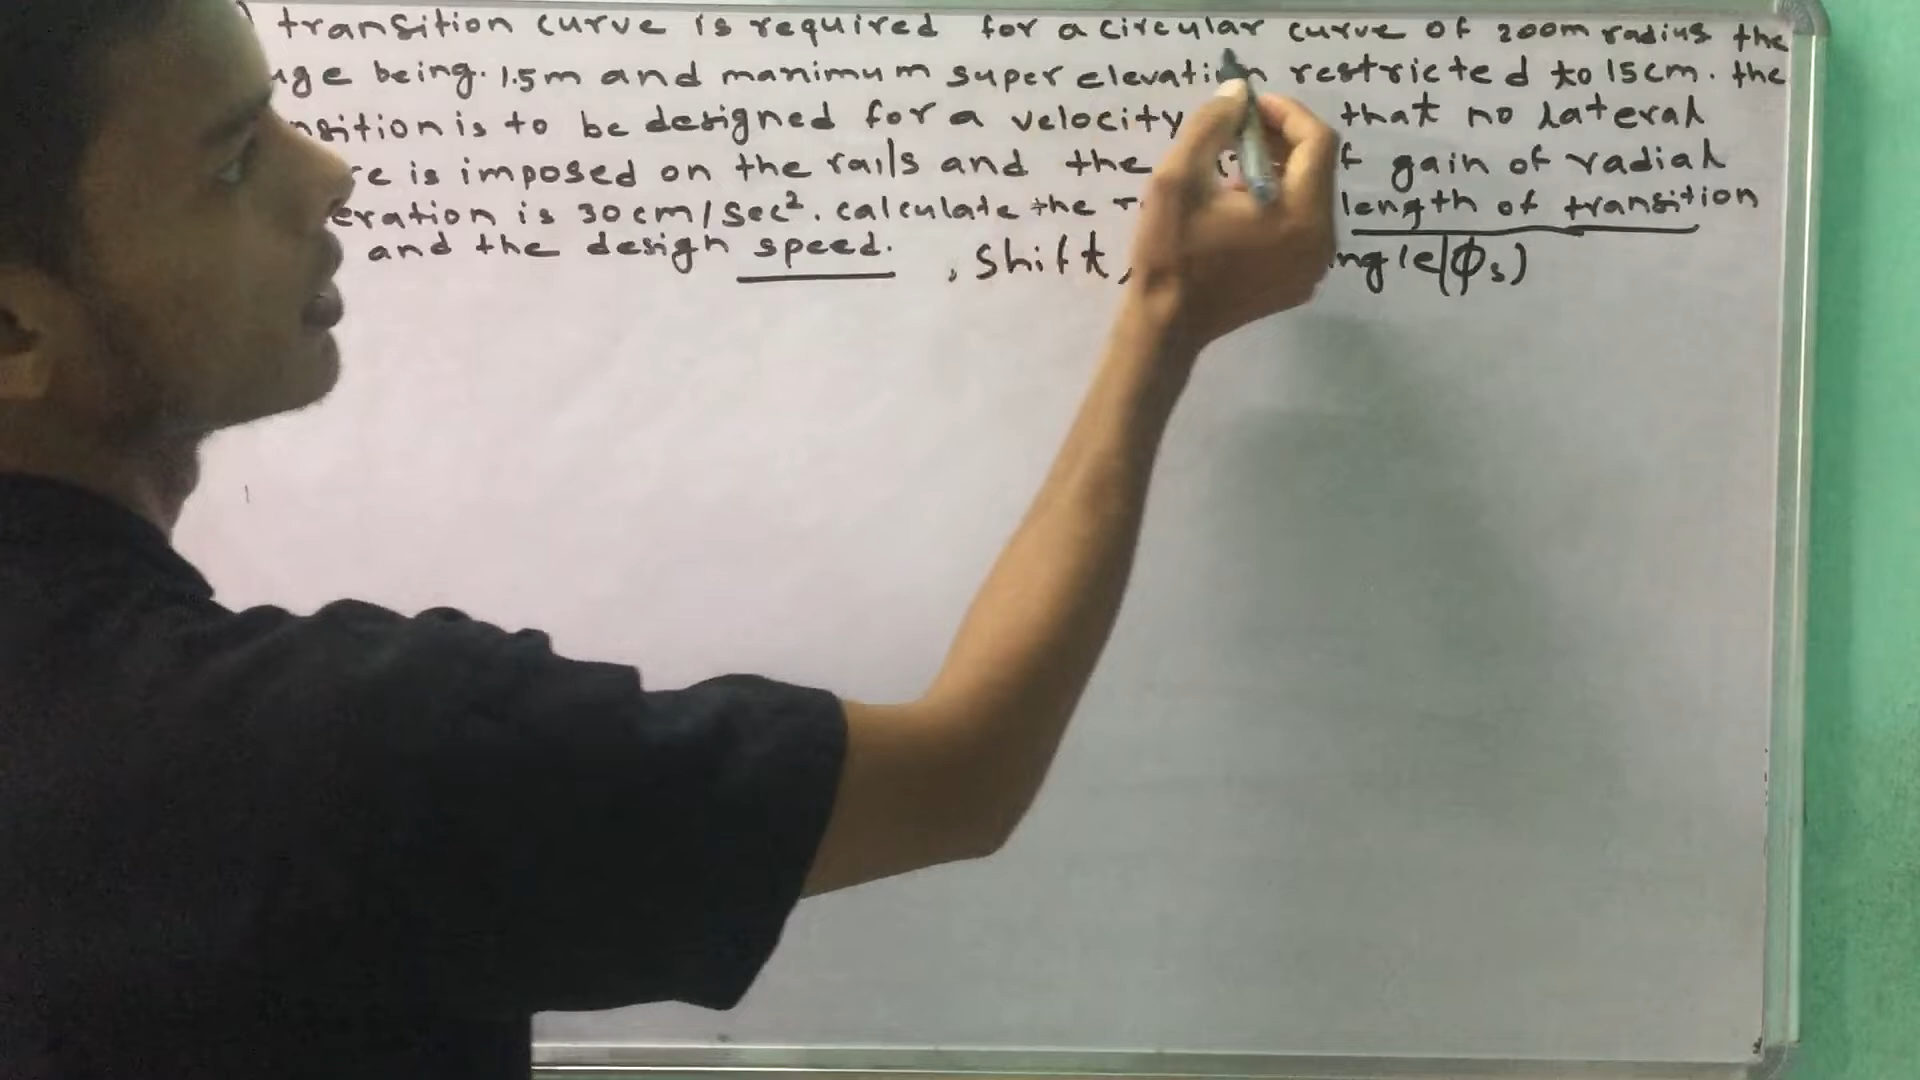 transition curve is required for a circular curve of 200m radius the
uge being. 1.5m and manimum super elevation restricted to 15cm. the
nsition is to be designed for a velocity that no lateral
re is imposed on the rails and the f gain of radial
eration is 30cm/sec². calculate the length of transition
and the design speed. , shift, ngle(φs)